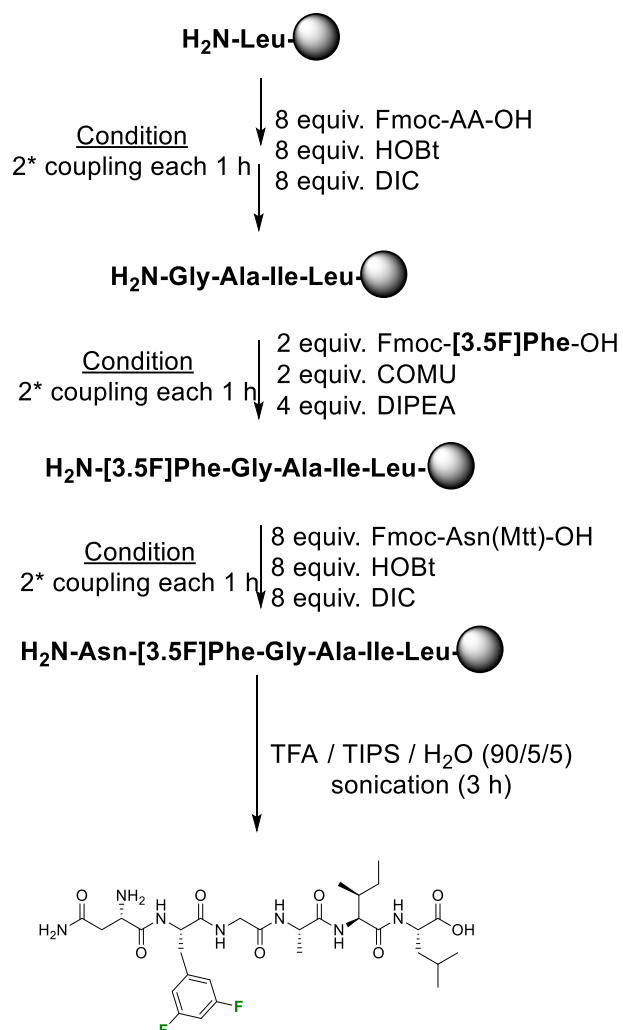 H2N-Leu-
Condition
2* coupling each 1 h
8 equiv. Fmoc-AA-OH
8 equiv. HOBt
8 equiv. DIC
H2N-Gly-Ala-Ile-Leu-
Condition
2* coupling each 1 h
2 equiv. Fmoc-[3.5F]Phe-OH
2 equiv. COMU
4 equiv. DIPEA
H2N-[3.5F]Phe-Gly-Ala-Ile-Leu-
Condition
2* coupling each 1 h
8 equiv. Fmoc-Asn(Mtt)-OH
8 equiv. HOBt
8 equiv. DIC
H2N-Asn-[3.5F]Phe-Gly-Ala-Ile-Leu-
TFA / TIPS / H2O (90/5/5)
sonication (3 h)
O NH2 H N O H N O H N O
H2N O N H O N H O OH
F
F